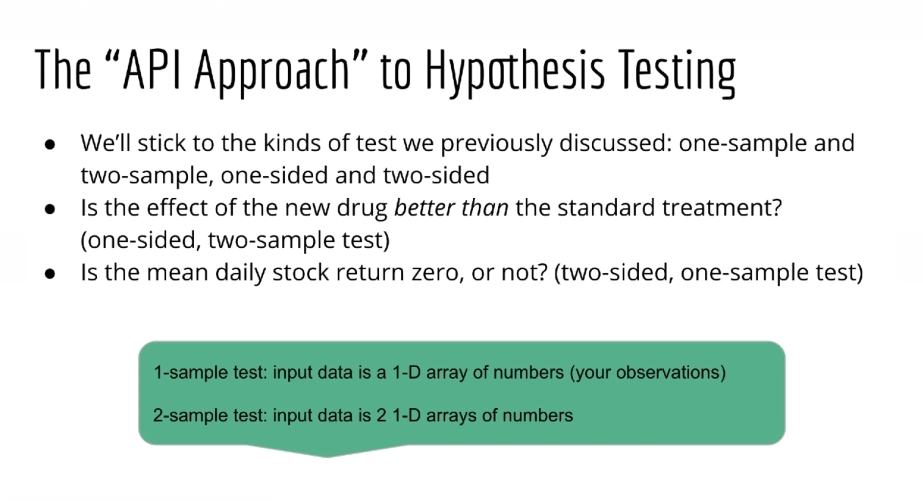 The “API Approach” to Hypothesis Testing
● We’ll stick to the kinds of test we previously discussed: one-sample and
two-sample, one-sided and two-sided
● Is the effect of the new drug better than the standard treatment?
(one-sided, two-sample test)
● Is the mean daily stock return zero, or not? (two-sided, one-sample test)
1-sample test: input data is a 1-D array of numbers (your observations)
2-sample test: input data is 2 1-D arrays of numbers